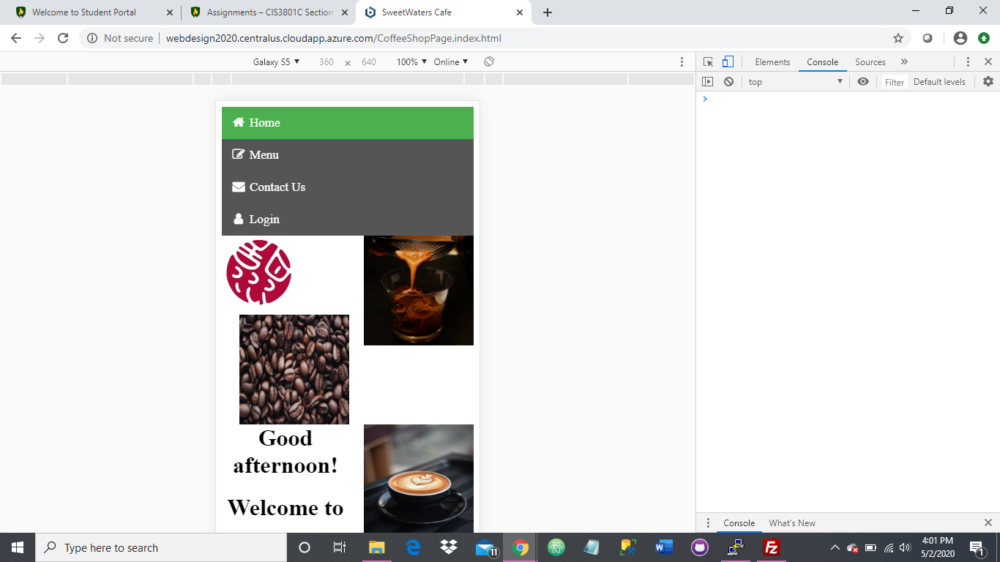 Welcome to Student Portal
Assignments – CIS3801C Section
SweetWaters Cafe
Not secure
webdesign2020.centralus.cloudapp.azure.com/CoffeeShopPage.index.html
Galaxy S5 ▼ 360 x 640 100% ▼ Online ▼
Elements Console Sources
top
Filter
Default levels
Home
Menu
Contact Us
Login
Good
afternoon!
Welcome to
Console What's New
Type here to search
11
4:01 PM
5/2/2020
1